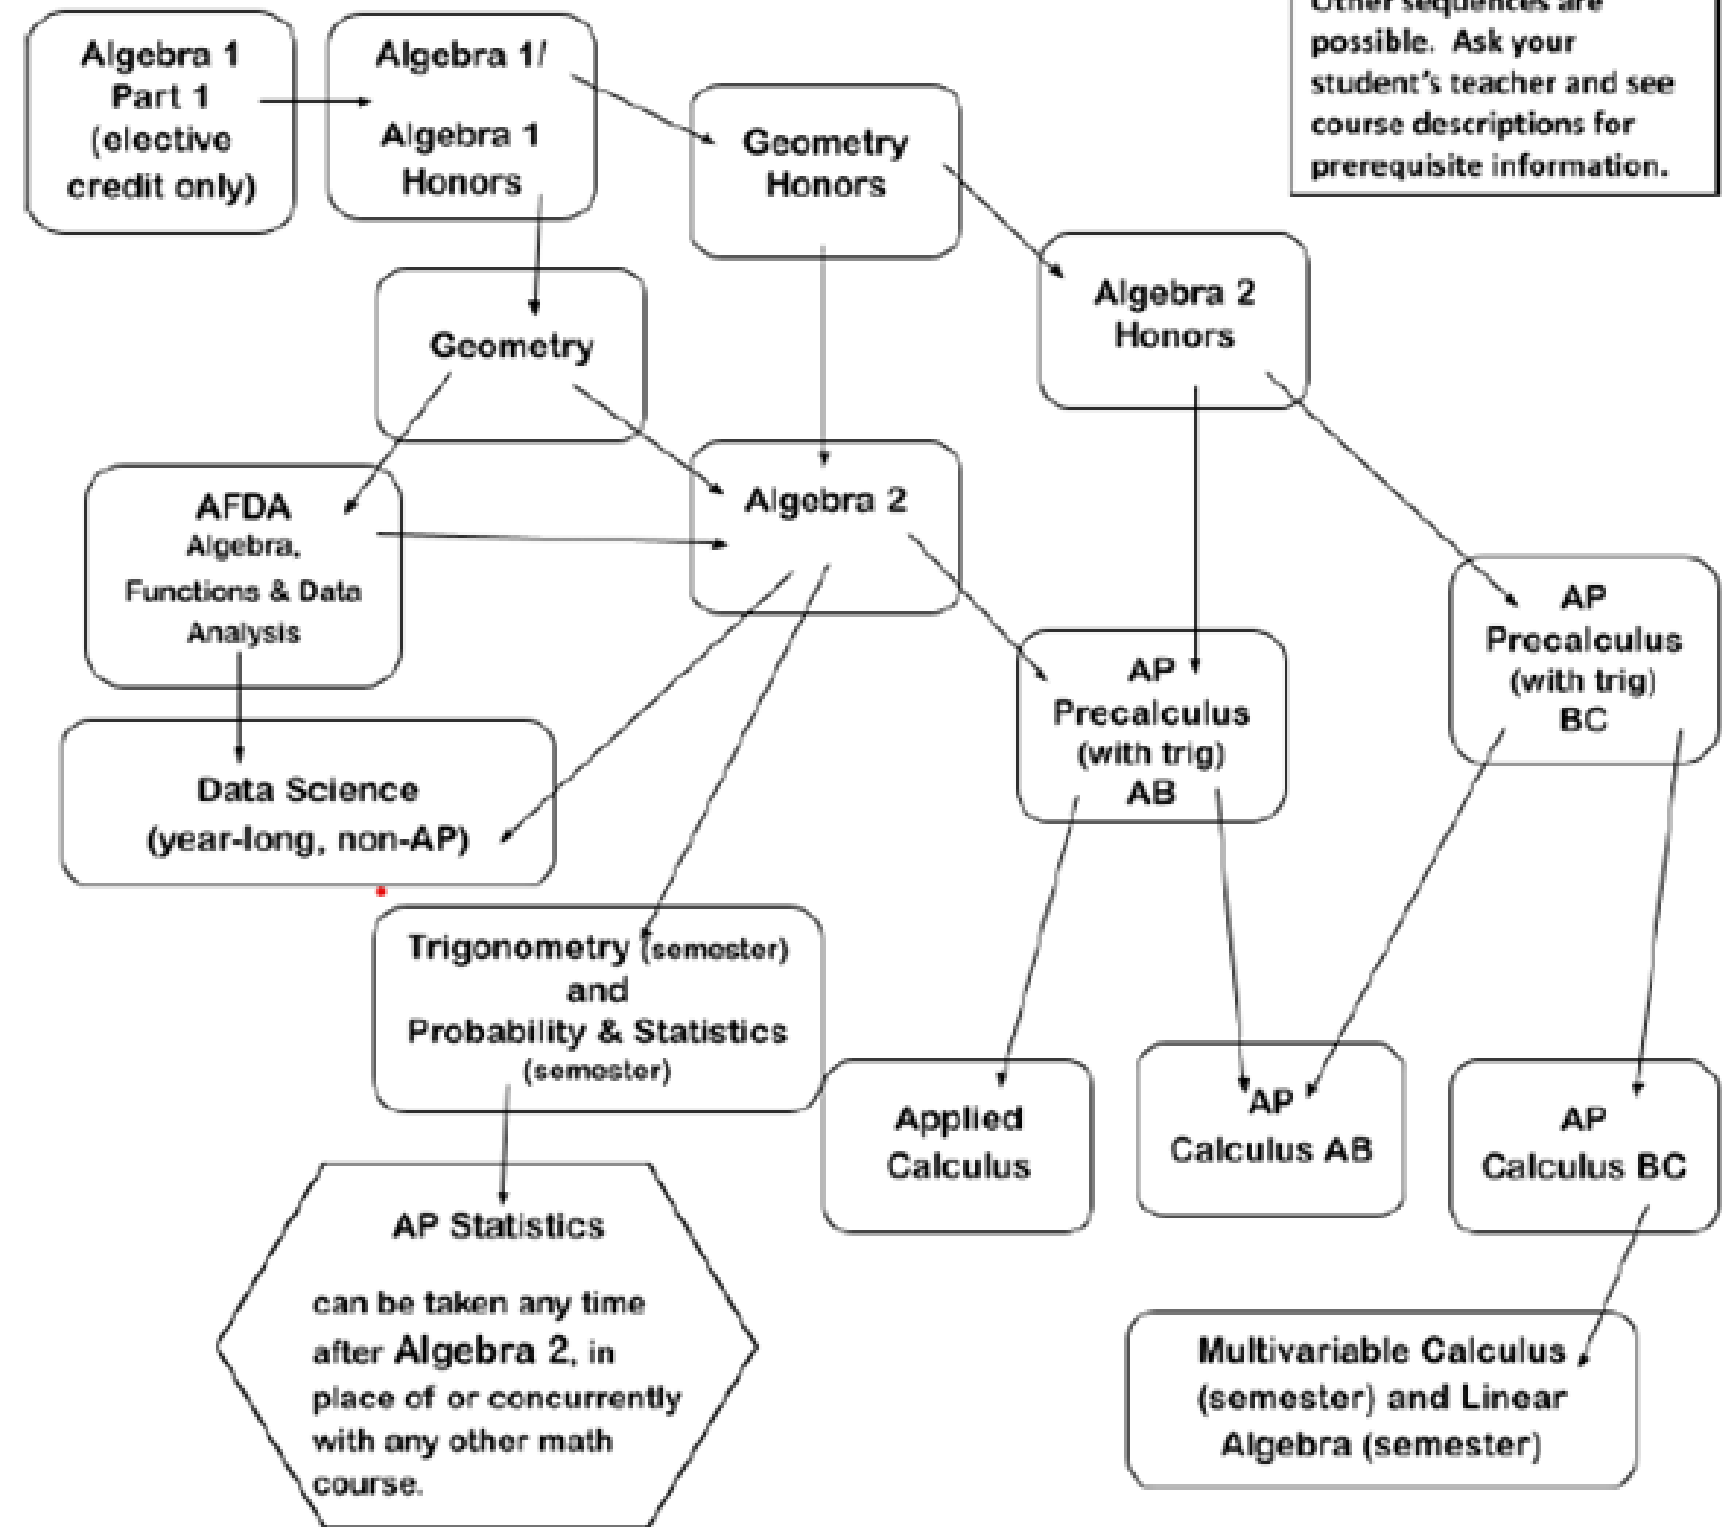 Other sequences are
possible. Ask your
student's teacher and see
course descriptions for
prerequisite information.
Algebra 1
Part 1
(elective
credit only)
Algebra 1/
Algebra 1
Honors
Geometry
Honors
Algebra 2
Honors
Geometry
AFDA
Algebra,
Functions & Data
Analysis
Algebra 2
AP
Precalculus
(with trig)
BC
AP
Precalculus
(with trig)
AB
Data Science
(year-long, non-AP)
Trigonometry (semester)
and
Probability & Statistics
(semester)
Applied
Calculus
AP
Calculus AB
AP
Calculus BC
AP Statistics
can be taken any time
after Algebra 2, in
place of or concurrently
with any other math
course.
Multivariable Calculus
(semester) and Linear
Algebra (semester)